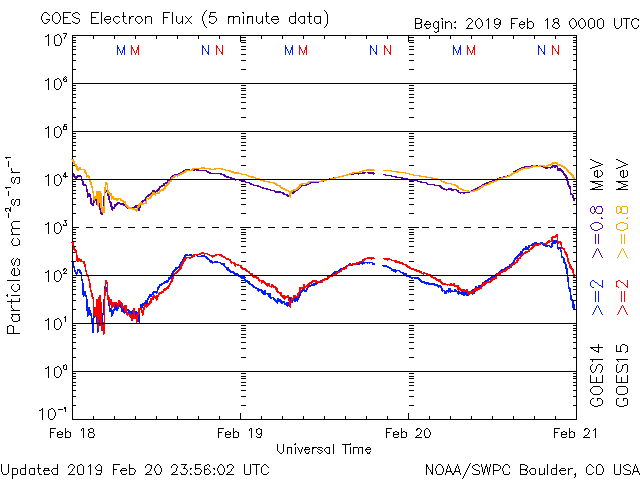 GOES Electron Flux (5 minute data)
Begin: 2019 Feb 18 0000 UTC
M M N N M M N N M M N N
10⁷
10⁶
10⁵
10⁴
10³
10²
10¹
10⁰
10⁻¹
Particles cm⁻²s⁻¹sr⁻¹
Feb 18 Feb 19 Feb 20 Feb 21
Universal Time
GOES14 >=2 >=0.8 MeV
GOES15 >=2 >=0.8 MeV
Updated 2019 Feb 20 23:56:02 UTC
NOAA/SWPC Boulder, CO USA